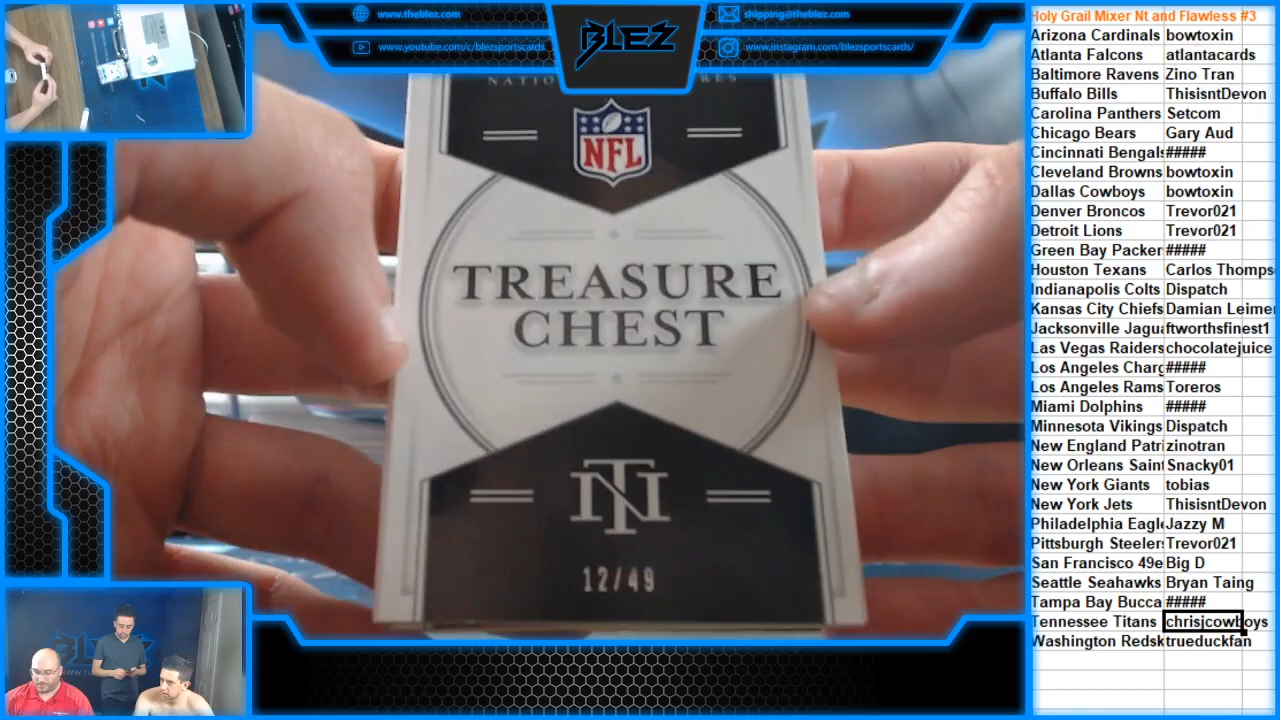 www.theblez.com
shipping@theblez.com
www.youtube.com/c/blezsportscards
BLEZ
www.instagram.com/blezsportscards/
NFL
TREASURE
CHEST
NT
12/49
Holy Grail Mixer Nt and Flawless #3
Arizona Cardinals bowtoxin
Atlanta Falcons atlantacards
Baltimore Ravens Zino Tran
Buffalo Bills ThisisntDevon
Carolina Panthers Setcom
Chicago Bears Gary Aud
Cincinnati Bengals #####
Cleveland Browns bowtoxin
Dallas Cowboys bowtoxin
Denver Broncos Trevor021
Detroit Lions Trevor021
Green Bay Packer #####
Houston Texans Carlos Thomps
Indianapolis Colts Dispatch
Kansas City Chiefs Damian Leimer
Jacksonville Jagua ftworthsfinest1
Las Vegas Raiders chocolatejuice
Los Angeles Charg #####
Los Angeles Rams Toreros
Miami Dolphins #####
Minnesota Vikings Dispatch
New England Patri zinotran
New Orleans Saint Snacky01
New York Giants tobias
New York Jets ThisisntDevon
Philadelphia Eagle Jazzy M
Pittsburgh Steelers Trevor021
San Francisco 49e Big D
Seattle Seahawks Bryan Taing
Tampa Bay Bucca #####
Tennessee Titans chrisjcowboys
Washington Redsk trueduckfan